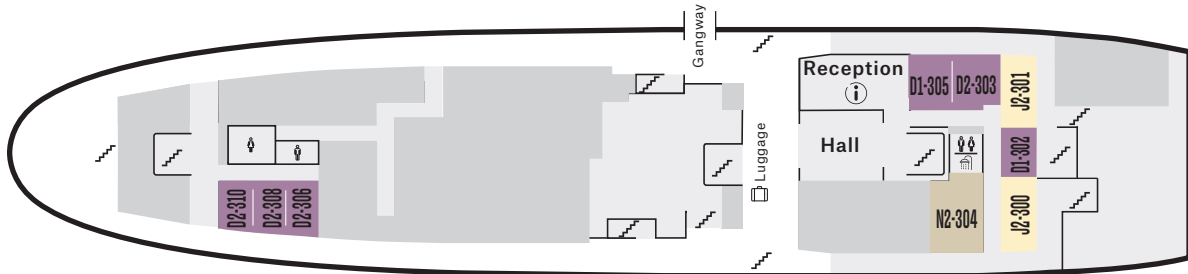 Gangway
Reception
D1-305
D2-303
J2-301
Hall
D1-302
Luggage
D2-310
D2-308
D2-306
N2-304
J2-300